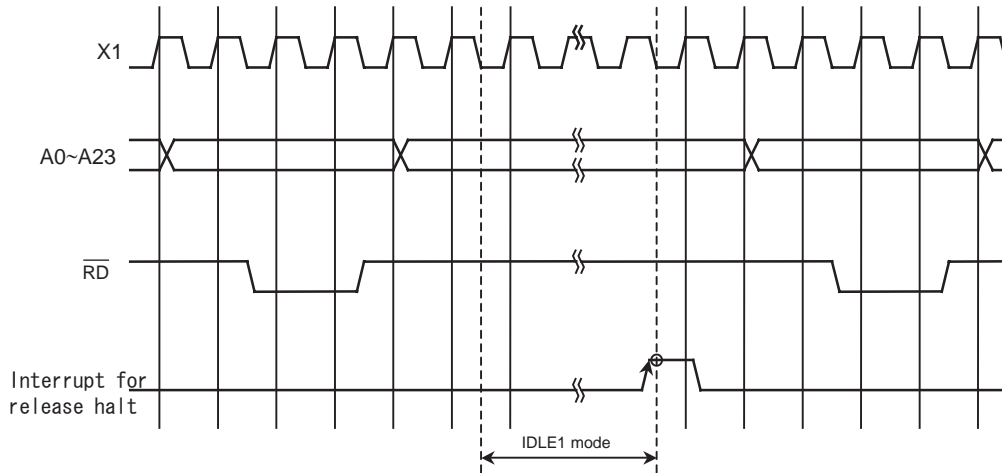 X1
A0~A23
RD
Interrupt for
release halt
IDLE1 mode